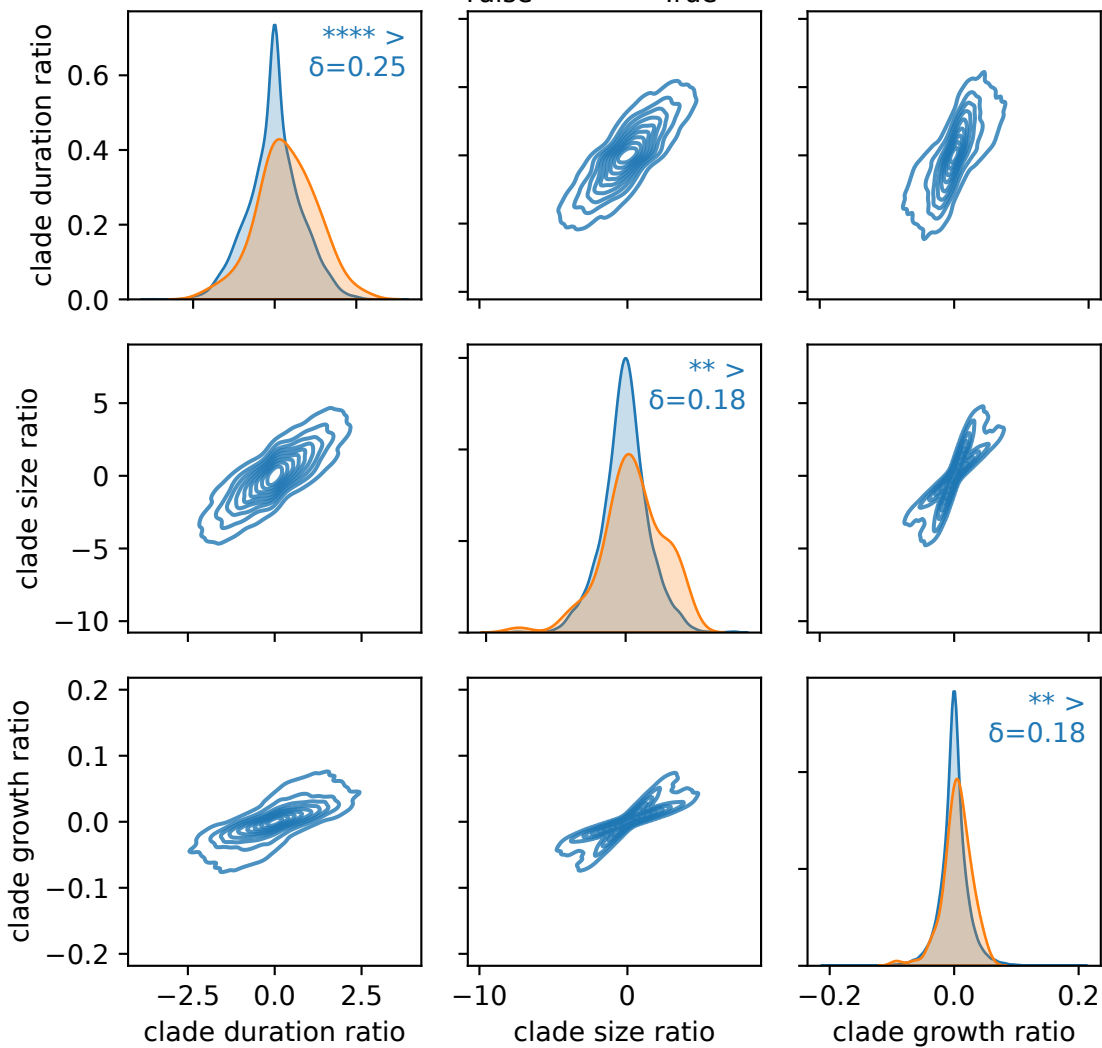 **** >
δ=0.25
clade duration ratio
0.6
0.4
0.2
0.0
** >
δ=0.18
clade size ratio
5
0
−5
−10
** >
δ=0.18
clade growth ratio
0.2
0.1
0.0
−0.1
−0.2
−2.5 0.0 2.5 −10 0 −0.2 0.0 0.2
clade duration ratio clade size ratio clade growth ratio